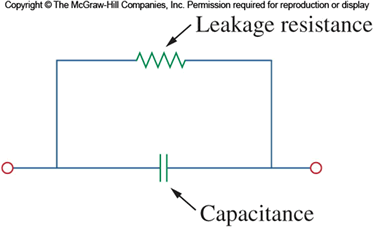 Copyright © The McGraw-Hill Companies, Inc. Permission required for reproduction or display
Leakage resistance
Capacitance